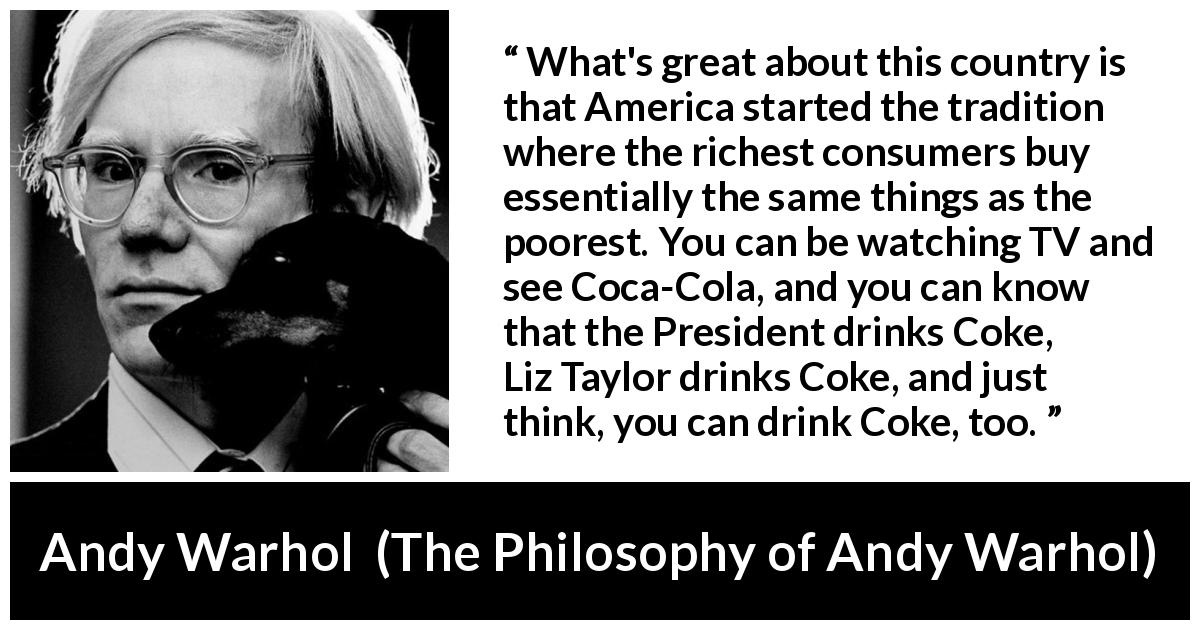 “ What's great about this country is
that America started the tradition
where the richest consumers buy
essentially the same things as the
poorest. You can be watching TV and
see Coca-Cola, and you can know
that the President drinks Coke,
Liz Taylor drinks Coke, and just
think, you can drink Coke, too. ”
Andy Warhol (The Philosophy of Andy Warhol)